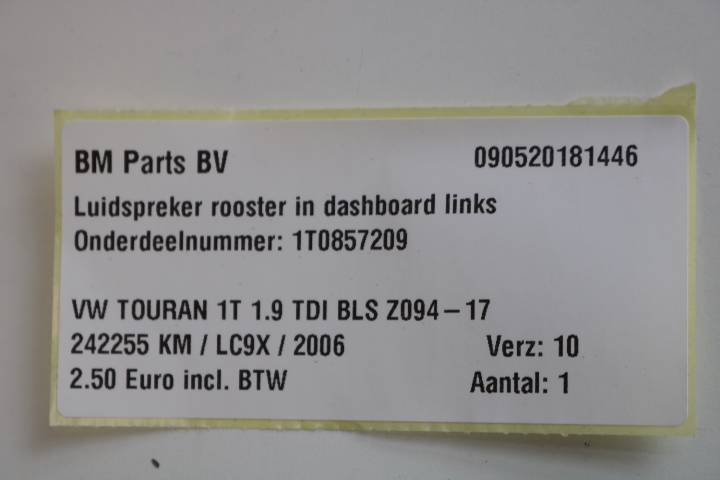 BM Parts BV 090520181446
Luidspreker rooster in dashboard links
Onderdeelnummer: 1T0857209
VW TOURAN 1T 1.9 TDI BLS Z094-17
242255 KM / LC9X / 2006 Verz: 10
2.50 Euro incl. BTW Aantal: 1